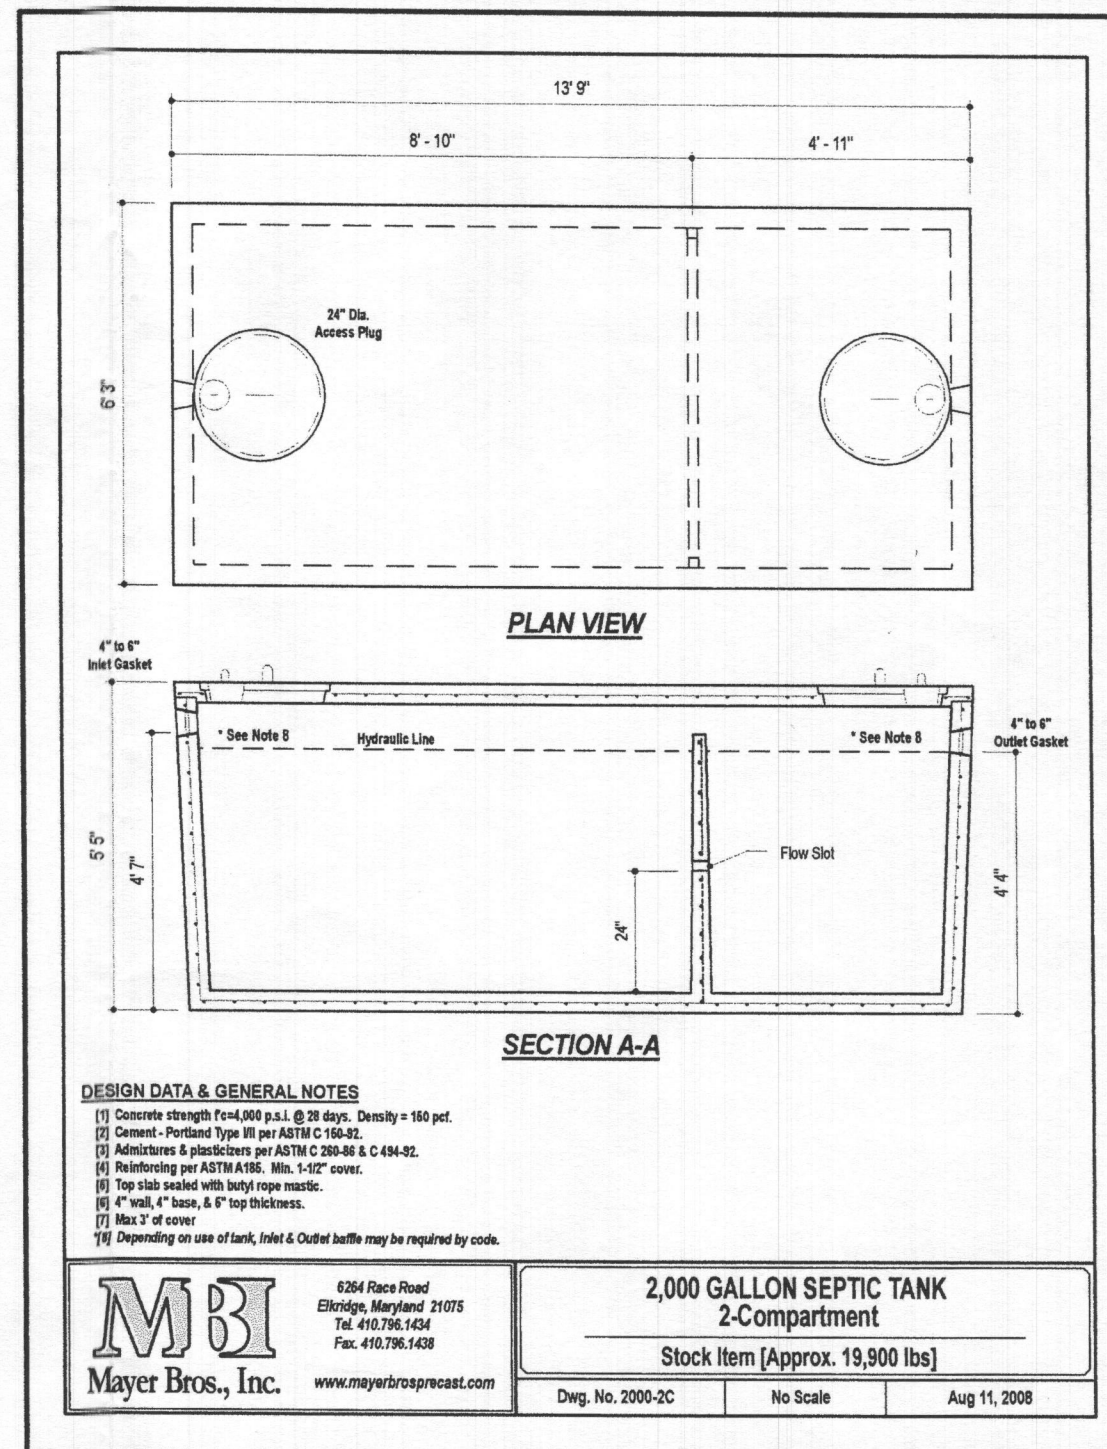 13' 9"
8' - 10"
4' - 11"
24" Dia.
Access Plug
6' 3"
PLAN VIEW
4" to 6"
Inlet Gasket
* See Note 8
Hydraulic Line
* See Note 8
4" to 6"
Outlet Gasket
5' 5"
4' 7"
Flow Slot
24"
4' 4"
SECTION A-A
DESIGN DATA & GENERAL NOTES
[1] Concrete strength f'c=4,000 p.s.i. @ 28 days. Density = 150 pcf.
[2] Cement - Portland Type I/II per ASTM C 150-92.
[3] Admixtures & plasticizers per ASTM C 260-86 & C 494-92.
[4] Reinforcing per ASTM A185. Min. 1-1/2" cover.
[5] Top slab sealed with butyl rope mastic.
[6] 4" wall, 4" base, & 5" top thickness.
[7] Max 3' of cover
*[8] Depending on use of tank, Inlet & Outlet baffle may be required by code.
MBI
Mayer Bros., Inc.
6264 Race Road
Elkridge, Maryland 21075
Tel. 410.796.1434
Fax. 410.796.1438
www.mayerbrosprecast.com
2,000 GALLON SEPTIC TANK
2-Compartment
Stock Item [Approx. 19,900 lbs]
Dwg. No. 2000-2C
No Scale
Aug 11, 2008